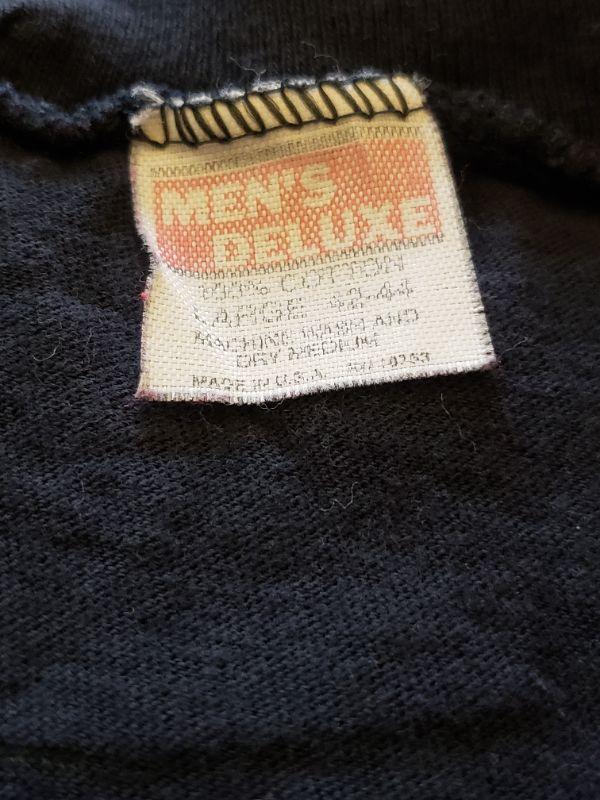 MEN'S
DELUXE
100% COTTON
LARGE 42-44
MACHINE WASH AND
DRY MEDIUM
MADE IN U.S.A.